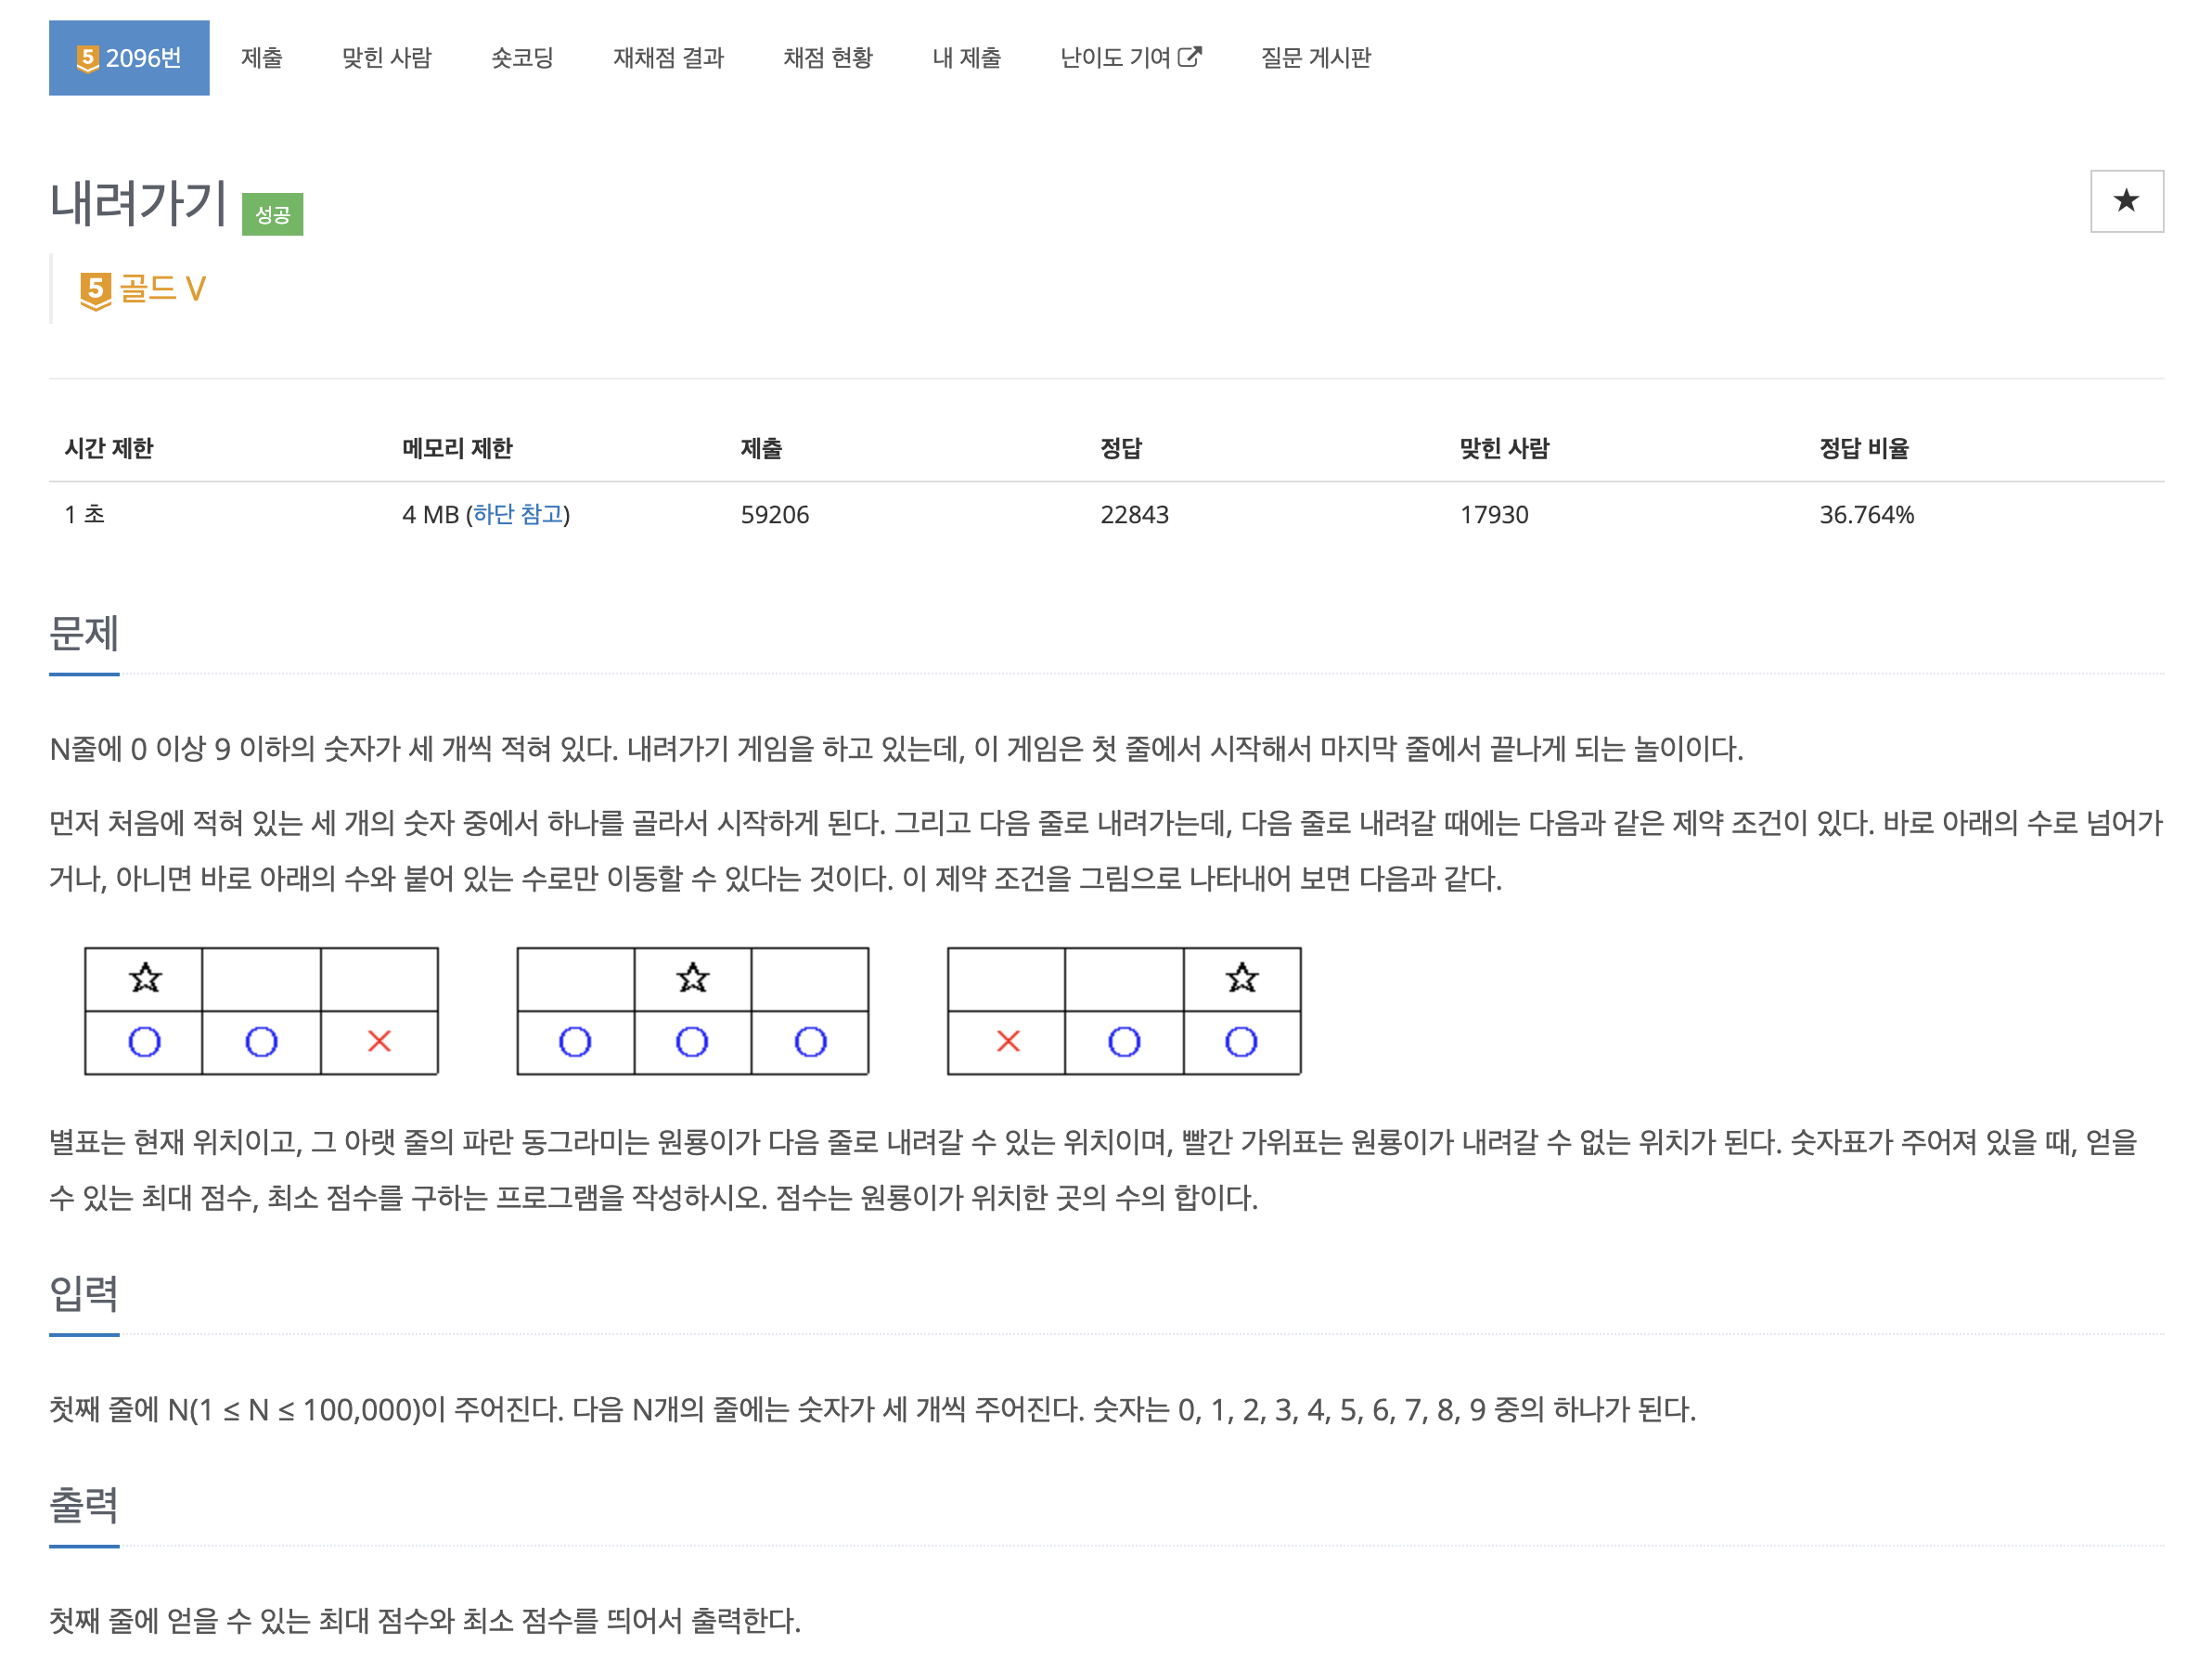 5 2096번 제출 맞힌 사람 숏코딩 재채점 결과 채점 현황 내 제출 난이도 기여 질문 게시판
내려가기 성공
5 골드 V
시간 제한 메모리 제한 제출 정답 맞힌 사람 정답 비율
1 초 4 MB (하단 참고) 59206 22843 17930 36.764%
문제
N줄에 0 이상 9 이하의 숫자가 세 개씩 적혀 있다. 내려가기 게임을 하고 있는데, 이 게임은 첫 줄에서 시작해서 마지막 줄에서 끝나게 되는 놀이이다.
먼저 처음에 적혀 있는 세 개의 숫자 중에서 하나를 골라서 시작하게 된다. 그리고 다음 줄로 내려가는데, 다음 줄로 내려갈 때에는 다음과 같은 제약 조건이 있다. 바로 아래의 수로 넘어가
거나, 아니면 바로 아래의 수와 붙어 있는 수로만 이동할 수 있다는 것이다. 이 제약 조건을 그림으로 나타내어 보면 다음과 같다.
별표는 현재 위치이고, 그 아랫 줄의 파란 동그라미는 원룡이가 다음 줄로 내려갈 수 있는 위치이며, 빨간 가위표는 원룡이가 내려갈 수 없는 위치가 된다. 숫자표가 주어져 있을 때, 얻을
수 있는 최대 점수, 최소 점수를 구하는 프로그램을 작성하시오. 점수는 원룡이가 위치한 곳의 수의 합이다.
입력
첫째 줄에 N(1 ≤ N ≤ 100,000)이 주어진다. 다음 N개의 줄에는 숫자가 세 개씩 주어진다. 숫자는 0, 1, 2, 3, 4, 5, 6, 7, 8, 9 중의 하나가 된다.
출력
첫째 줄에 얻을 수 있는 최대 점수와 최소 점수를 띄어서 출력한다.